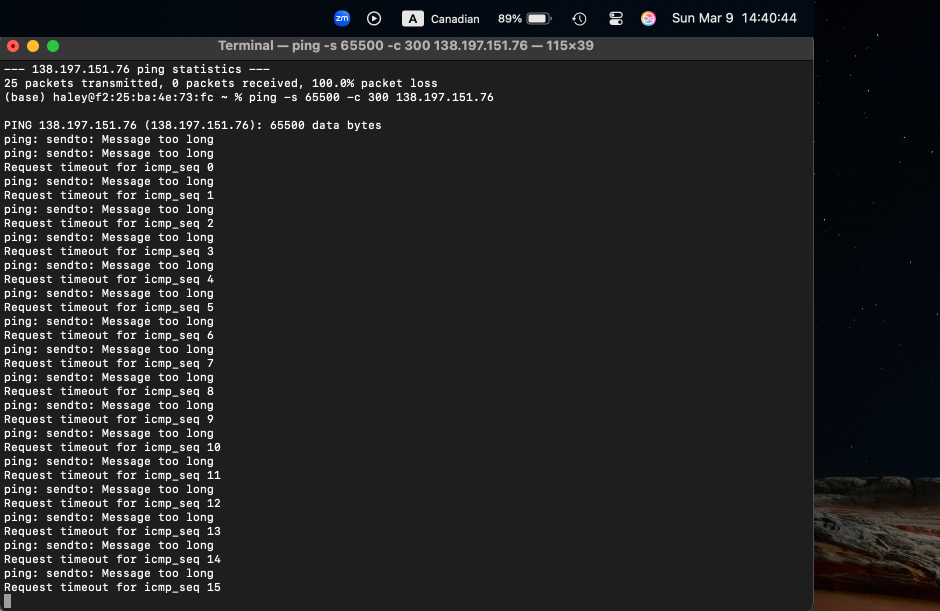 zm A Canadian 89% Sun Mar 9 14:40:44
Terminal — ping -s 65500 -c 300 138.197.151.76 — 115×39
--- 138.197.151.76 ping statistics ---
25 packets transmitted, 0 packets received, 100.0% packet loss
(base) haley@f2:25:ba:4e:73:fc ~ % ping -s 65500 -c 300 138.197.151.76
PING 138.197.151.76 (138.197.151.76): 65500 data bytes
ping: sendto: Message too long
ping: sendto: Message too long
Request timeout for icmp_seq 0
ping: sendto: Message too long
Request timeout for icmp_seq 1
ping: sendto: Message too long
Request timeout for icmp_seq 2
ping: sendto: Message too long
Request timeout for icmp_seq 3
ping: sendto: Message too long
Request timeout for icmp_seq 4
ping: sendto: Message too long
Request timeout for icmp_seq 5
ping: sendto: Message too long
Request timeout for icmp_seq 6
ping: sendto: Message too long
Request timeout for icmp_seq 7
ping: sendto: Message too long
Request timeout for icmp_seq 8
ping: sendto: Message too long
Request timeout for icmp_seq 9
ping: sendto: Message too long
Request timeout for icmp_seq 10
ping: sendto: Message too long
Request timeout for icmp_seq 11
ping: sendto: Message too long
Request timeout for icmp_seq 12
ping: sendto: Message too long
Request timeout for icmp_seq 13
ping: sendto: Message too long
Request timeout for icmp_seq 14
ping: sendto: Message too long
Request timeout for icmp_seq 15